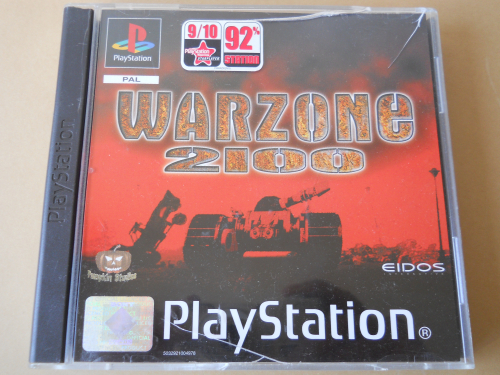 PlayStation
PlayStation
PAL
9/10
92%
STATION
WARZONE
2100
Pumpkin Studios
EIDOS
PlayStation®